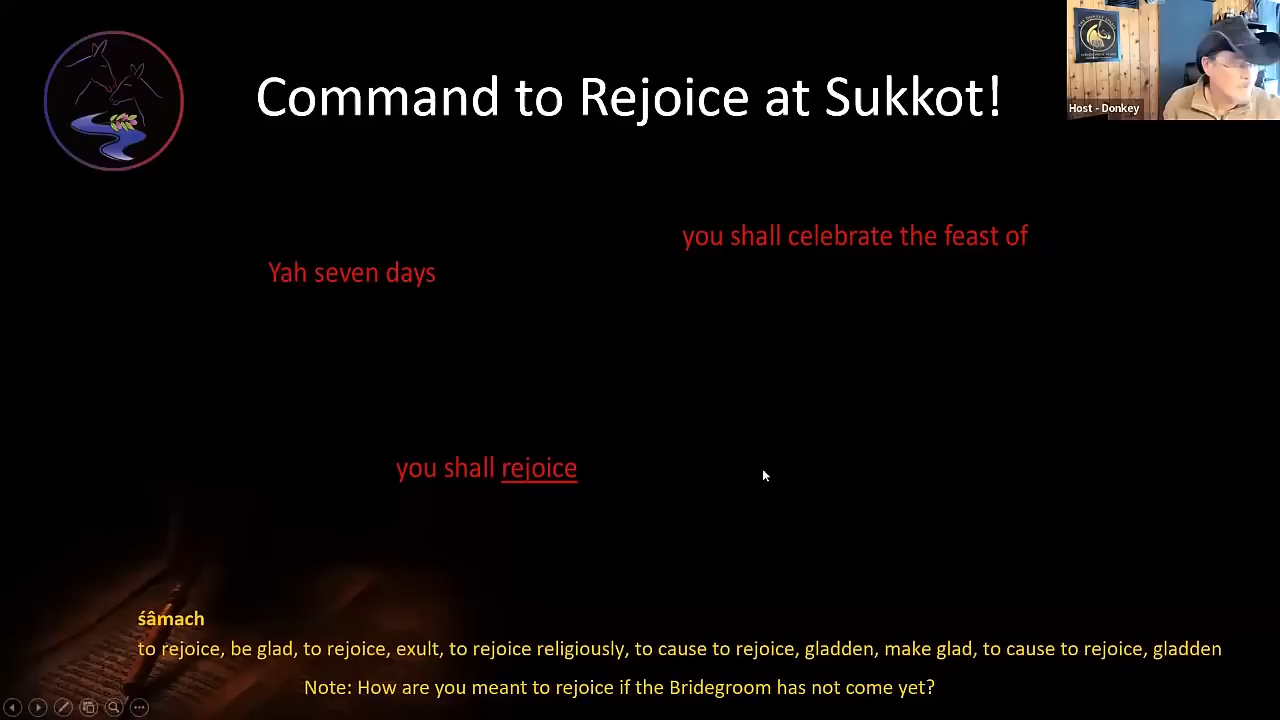 Command to Rejoice at Sukkot!
Host - Donkey
you shall celebrate the feast of
Yah seven days
you shall rejoice
śâmach
to rejoice, be glad, to rejoice, exult, to rejoice religiously, to cause to rejoice, gladden, make glad, to cause to rejoice, gladden
Note: How are you meant to rejoice if the Bridegroom has not come yet?